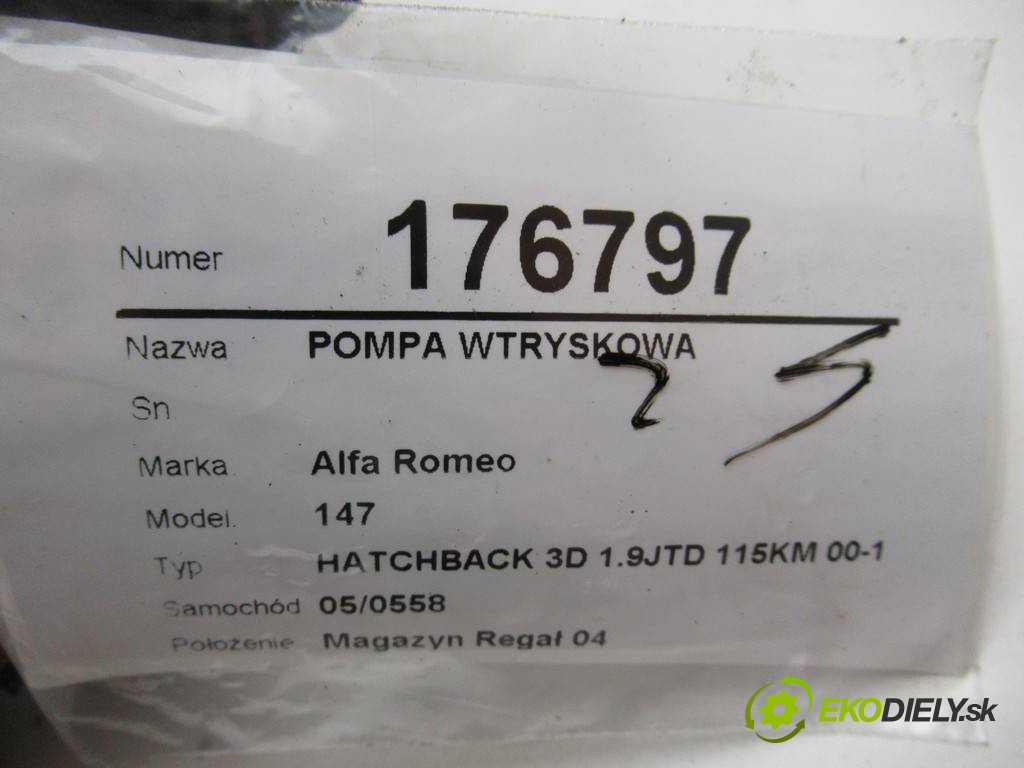 Numer 176797
Nazwa POMPA WTRYSKOWA
25
Sn
Marka Alfa Romeo
Model. 147
Typ HATCHBACK 3D 1.9JTD 115KM 00-1
Samochód 05/0558
Położenie Magazyn Regał 04
EKODIELY.sk